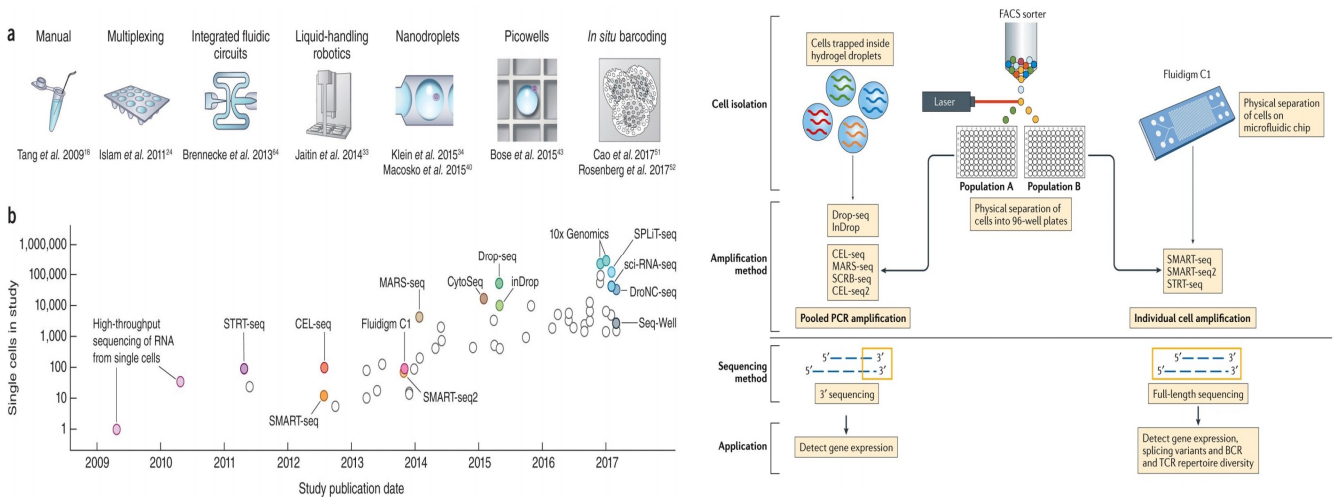 a
Manual
Multiplexing
Integrated fluidic
circuits
Liquid-handling
robotics
Nanodroplets
Picowells
In situ barcoding
Tang et al. 2009¹⁶
Islam et al. 2011²⁴
Brennecke et al. 2013⁶⁴
Jaitin et al. 2014³³
Klein et al. 2015³⁴
Macosko et al. 2015⁴⁰
Bose et al. 2015⁴³
Cao et al. 2017⁵¹
Rosenberg et al. 2017⁵²
b
Single cells in study
1,000,000
100,000
10,000
1,000
100
10
1
High-throughput
sequencing of RNA
from single cells
STRT-seq
CEL-seq
SMART-seq
MARS-seq
Fluidigm C1
SMART-seq2
CytoSeq
Drop-seq
inDrop
10x Genomics
SPLiT-seq
sci-RNA-seq
DroNC-seq
Seq-Well
2009
2010
2011
2012
2013
2014
2015
2016
2017
Study publication date
Cell isolation
Cells trapped inside
hydrogel droplets
FACS sorter
Laser
Population A
Population B
Physical separation of
cells into 96-well plates
Fluidigm C1
Physical separation
of cells on
microfluidic chip
Amplification
method
Drop-seq
InDrop
CEL-seq
MARS-seq
SCRB-seq
CEL-seq2
Pooled PCR amplification
SMART-seq
SMART-seq2
STRT-seq
Individual cell amplification
Sequencing
method
5′ 3′
5′ 3′
3′ sequencing
5′ 3′
5′ 3′
Full-length sequencing
Application
Detect gene expression
Detect gene expression,
splicing variants and BCR
and TCR repertoire diversity